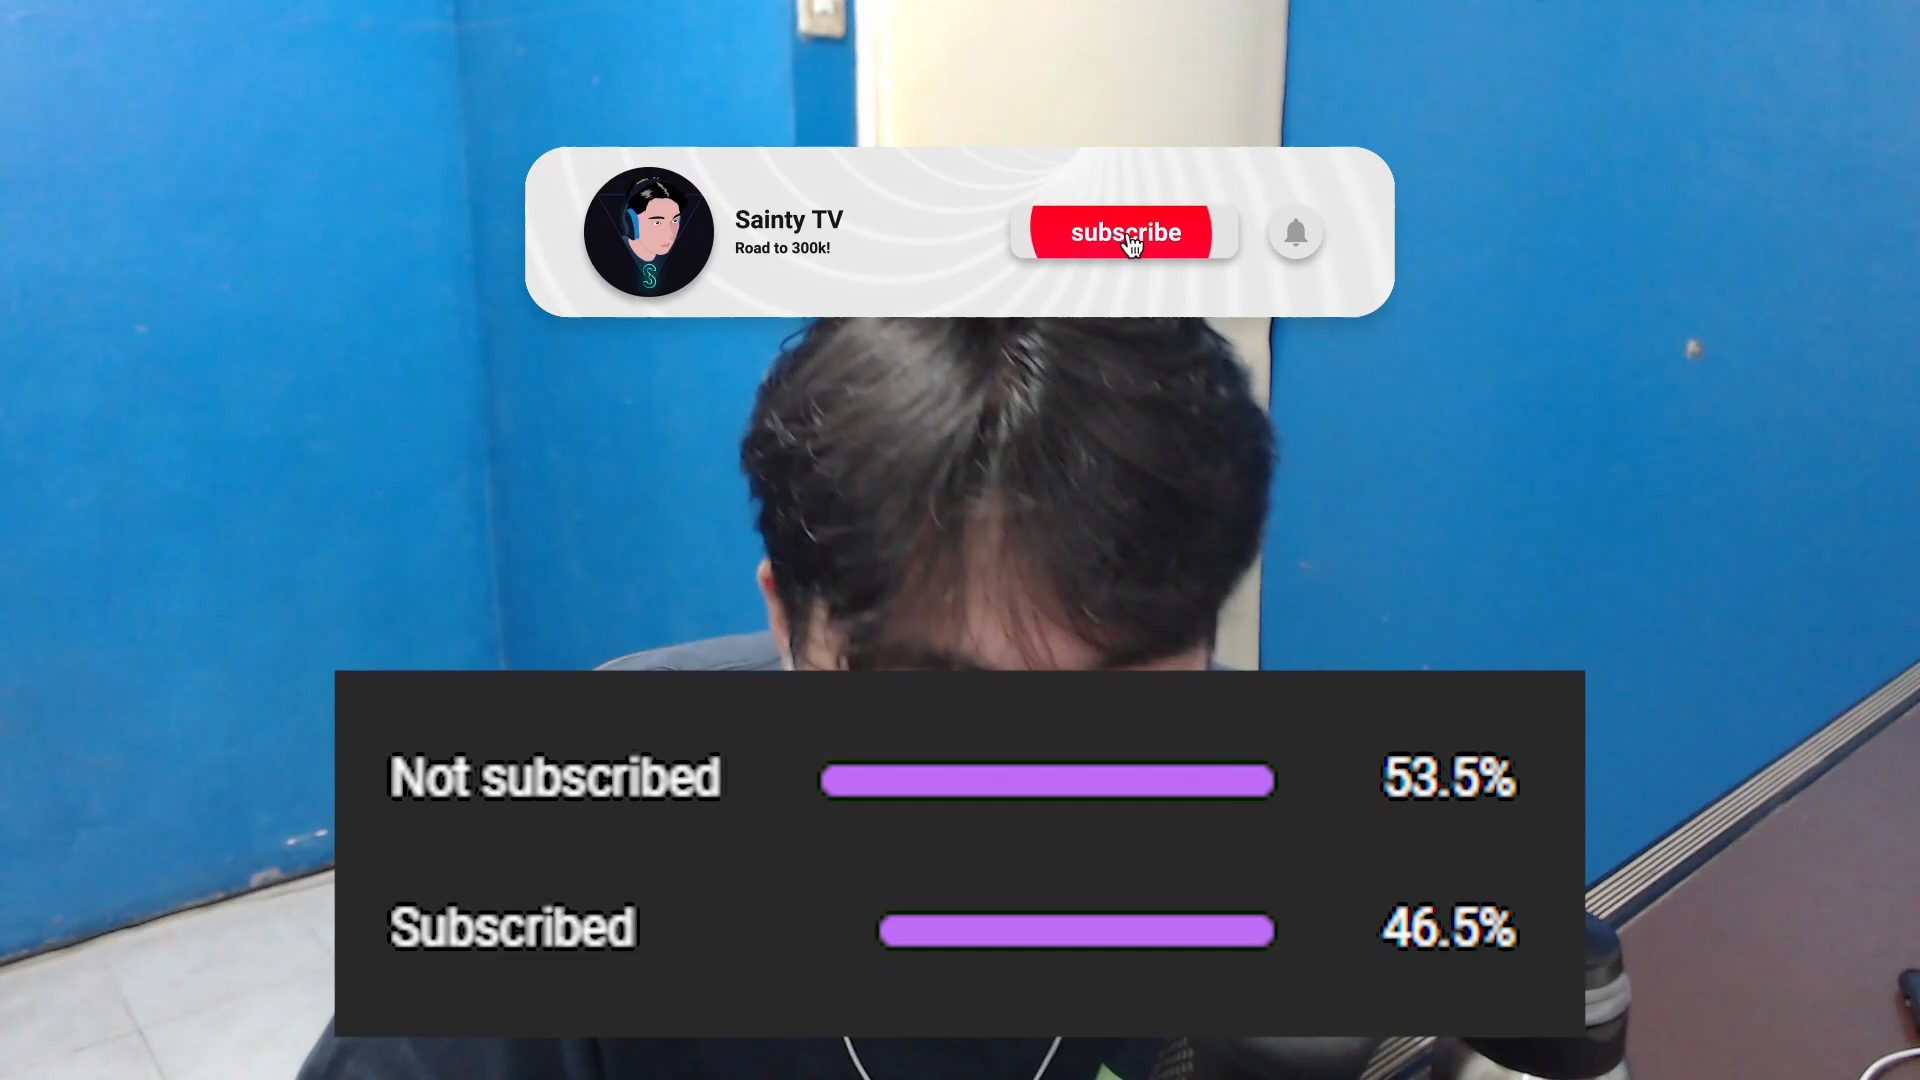 Sainty TV
Road to 300k!
subscribe
Not subscribed 53.5%
Subscribed 46.5%